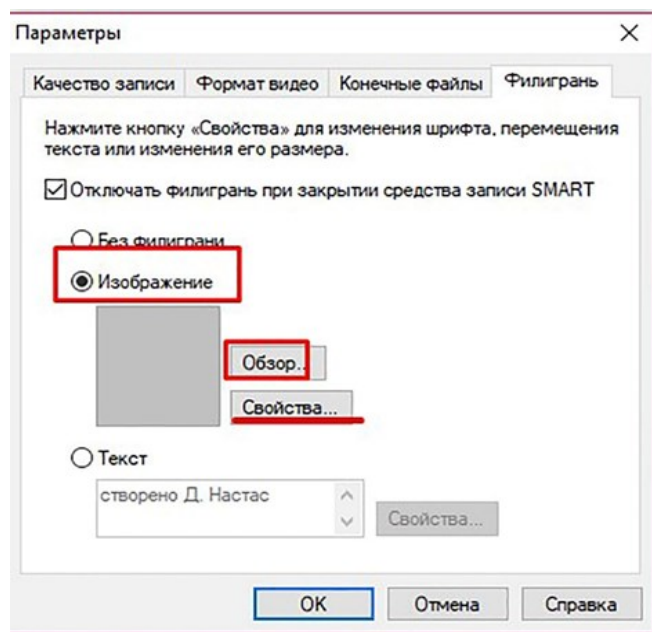 Параметры
Качество записи Формат видео Конечные файлы Филигрань
Нажмите кнопку «Свойства» для изменения шрифта, перемещения
текста или изменения его размера.
Отключать филигрань при закрытии средства записи SMART
Без филиграни
Изображение
Обзор...
Свойства...
Текст
створено Д. Настас
Свойства...
OK Отмена Справка